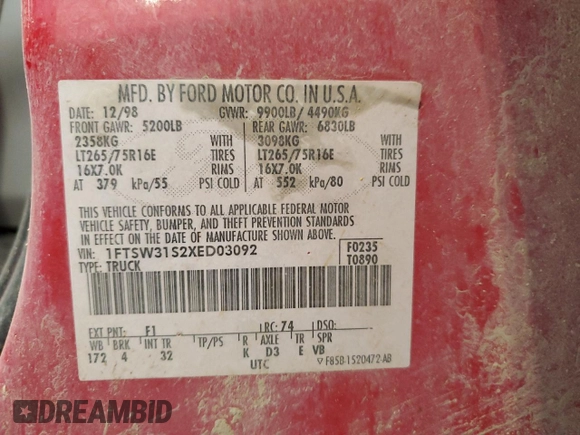 MFD. BY FORD MOTOR CO. IN U.S.A.
DATE: 12/98 GVWR: 9900LB/ 4490KG
FRONT GAWR: 5200LB REAR GAWR: 6830LB
2358KG WITH 3098KG WITH
LT265/75R16E TIRES LT265/75R16E TIRES
16X7.0K RIMS 16X7.0K RIMS
AT 379 kPa/55 PSI COLD AT 552 kPa/80 PSI COLD
THIS VEHICLE CONFORMS TO ALL APPLICABLE FEDERAL MOTOR
VEHICLE SAFETY, BUMPER, AND THEFT PREVENTION STANDARDS
IN EFFECT ON THE DATE OF MANUFACTURE SHOWN ABOVE.
VIN: 1FTSW31S2XED03092 F0235
TYPE: TRUCK T0890
EXT PNT: F1 RC: 74 DSO:
WB BRK INT TR TP/PS R AXLE TR SPR
172 4 32 K D3 E VB
UTC F85B-1520472-AB
DREAMBID